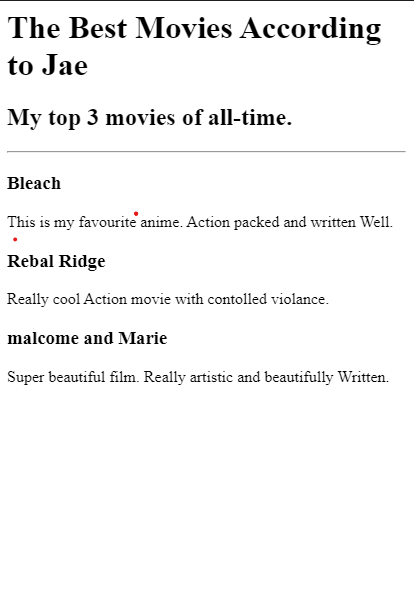 The Best Movies According
to Jae
My top 3 movies of all-time.
Bleach
This is my favourite anime. Action packed and written Well.
Rebal Ridge
Really cool Action movie with contolled violance.
malcome and Marie
Super beautiful film. Really artistic and beautifully Written.